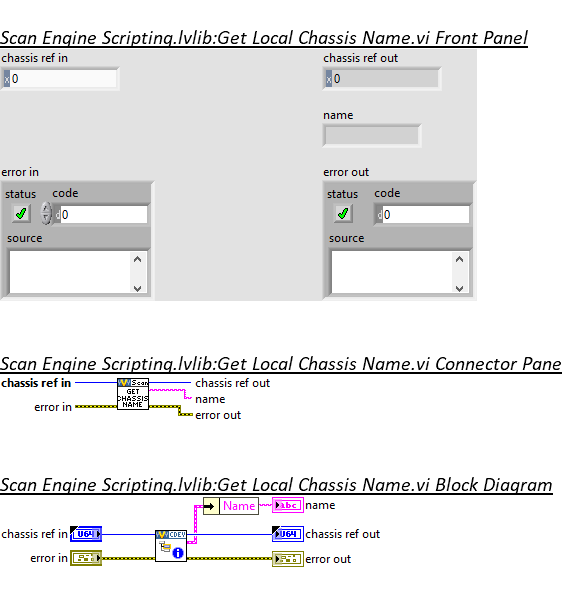 Scan Engine Scripting.lvlib:Get Local Chassis Name.vi Front Panel
chassis ref in
chassis ref out
x 0
x 0
name
error in
error out
status code
status code
d 0
d 0
source
source
Scan Engine Scripting.lvlib:Get Local Chassis Name.vi Connector Pane
chassis ref in
Scan
GET
CHASSIS
NAME
chassis ref out
name
error in
error out
Scan Engine Scripting.lvlib:Get Local Chassis Name.vi Block Diagram
Name
abc
name
chassis ref in
U64
CDEV
i
U64
chassis ref out
error in
error out